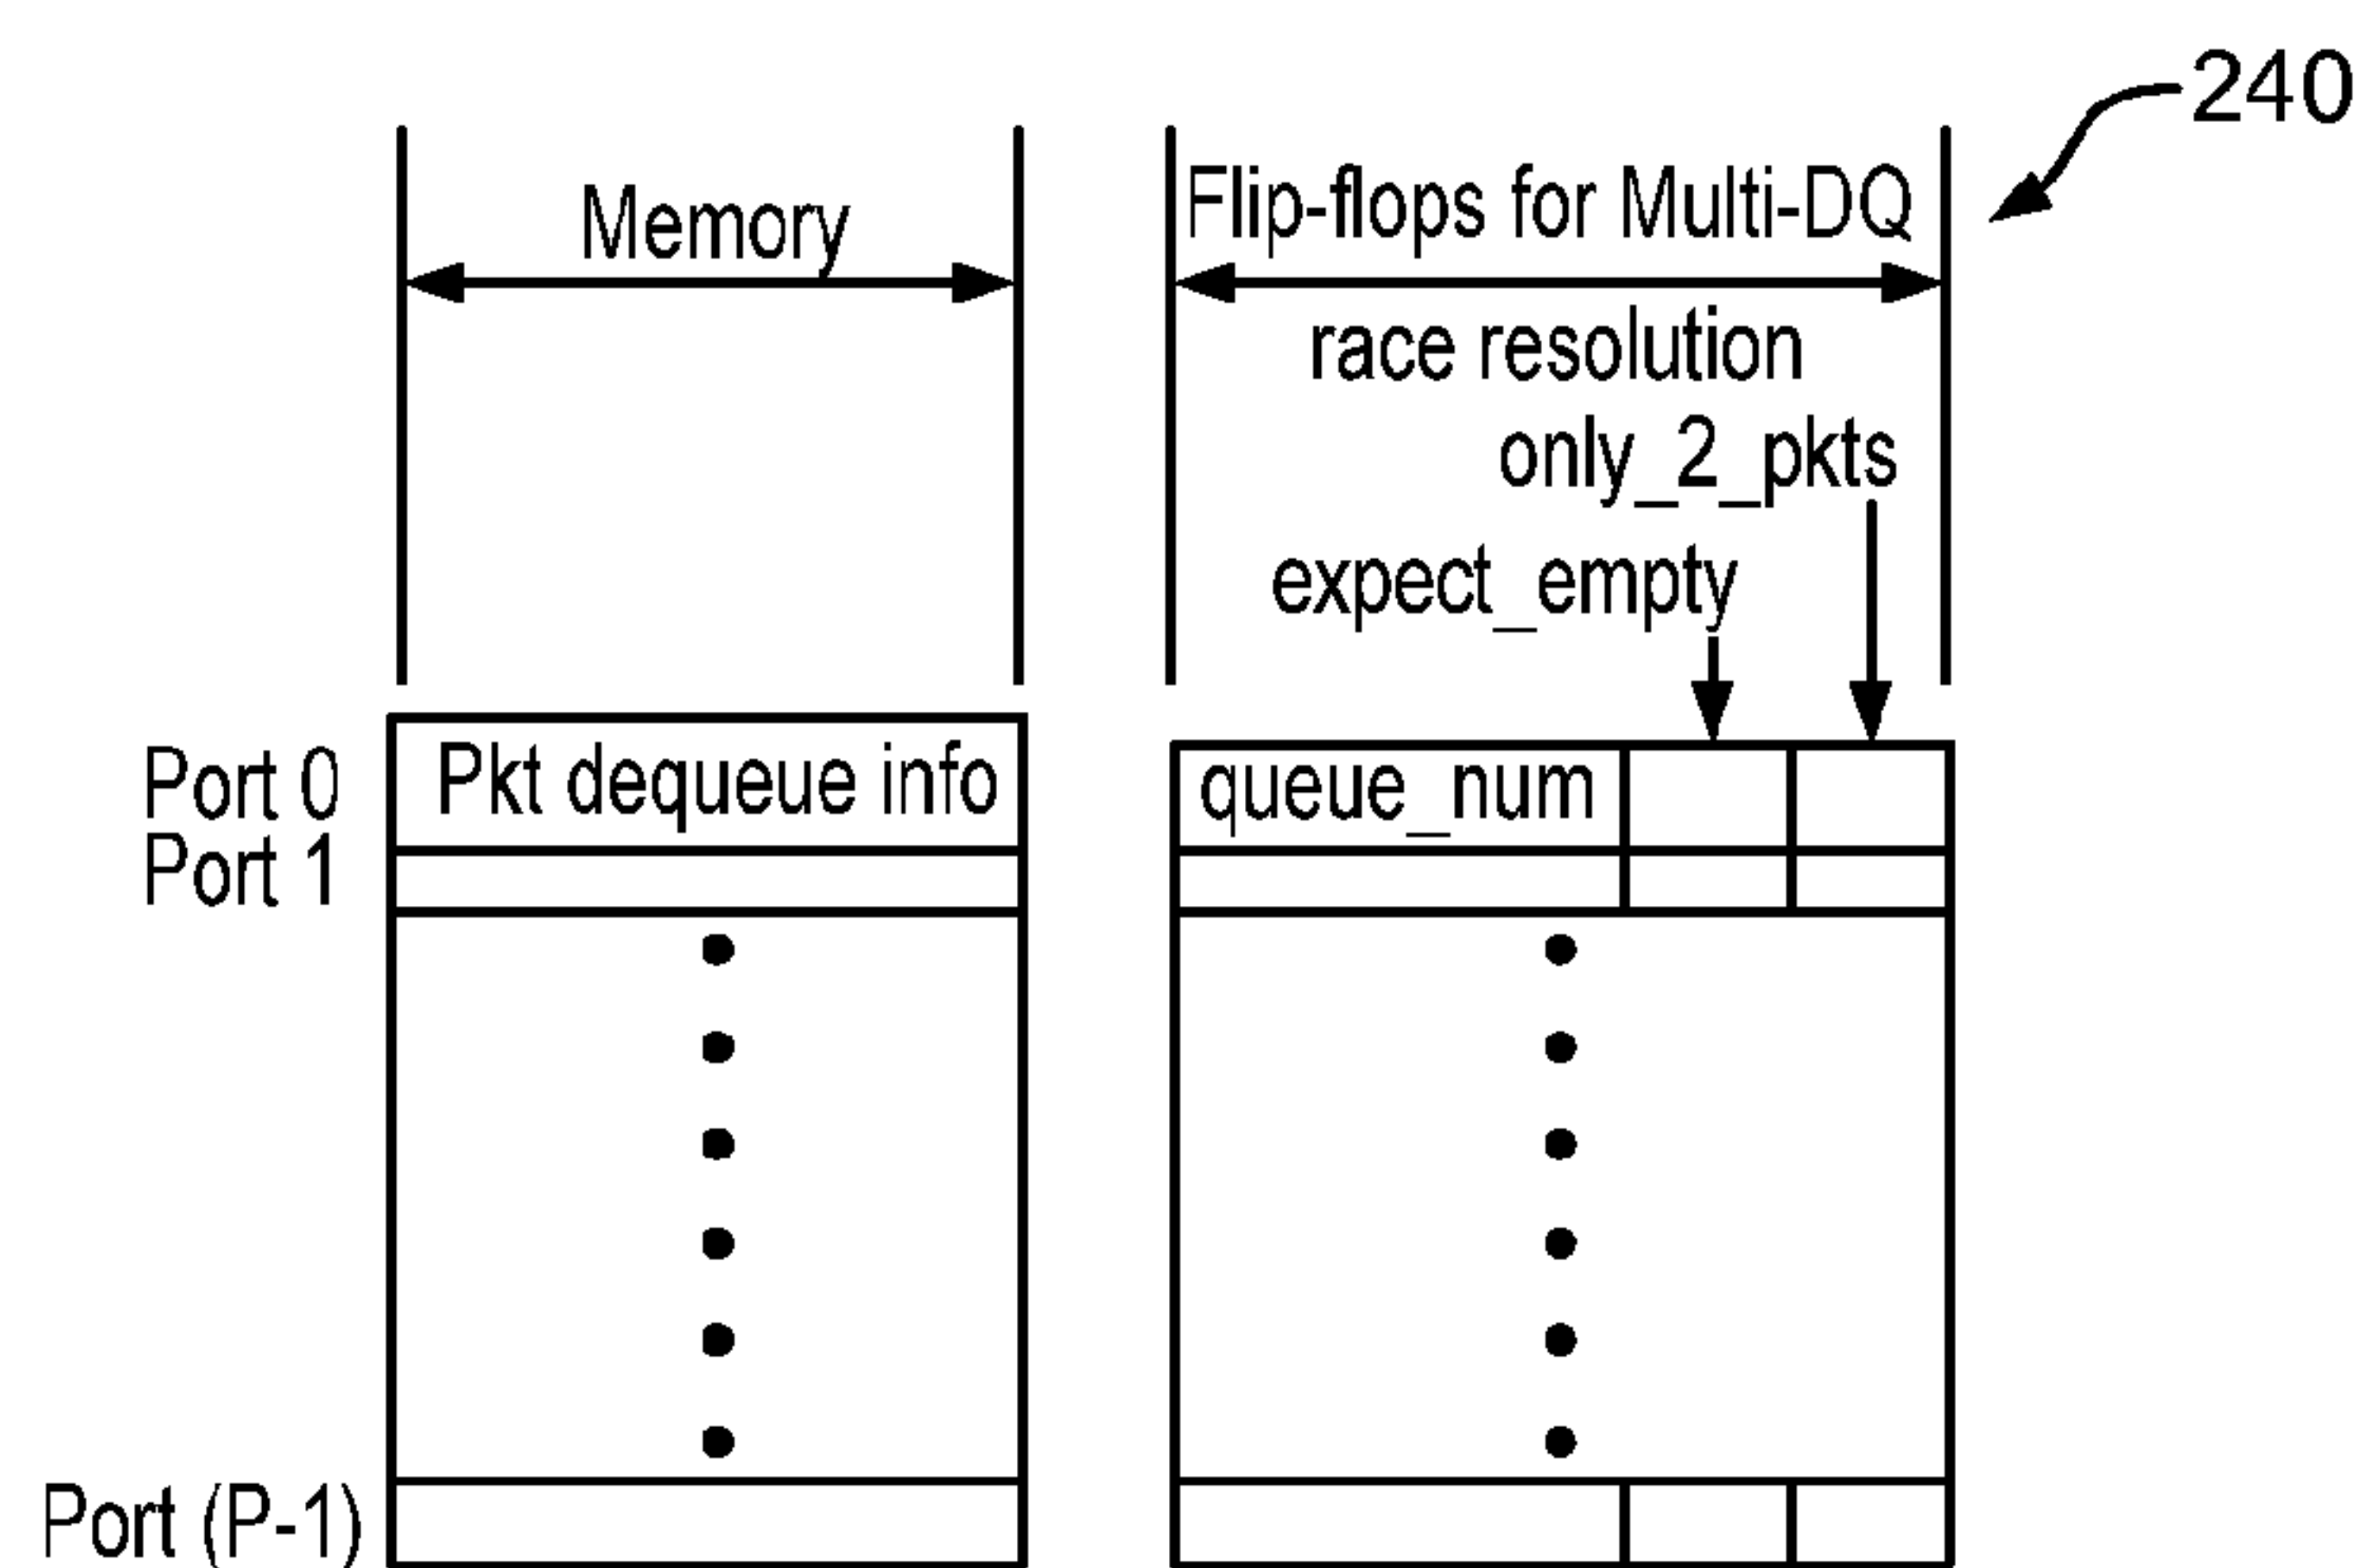 240
Memory
Flip-flops for Multi-DQ
race resolution
only_2_pkts
expect_empty
Port 0
Pkt dequeue info
queue_num
Port 1
Port (P-1)